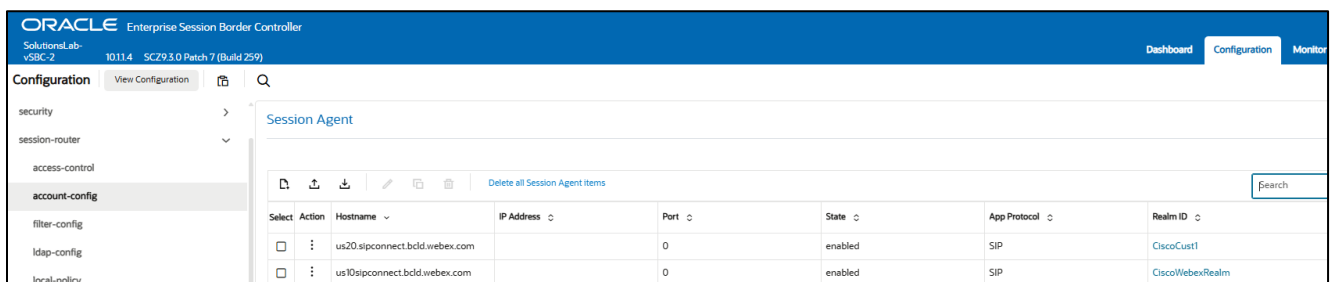 ORACLE Enterprise Session Border Controller
SolutionsLab-
vSBC-2 10.1.1.4 SCZ9.3.0 Patch 7 (Build 259)
Dashboard Configuration Monitor
Configuration View Configuration
security
session-router
access-control
account-config
filter-config
ldap-config
local-policy
Session Agent
Delete all Session Agent items
Search
Select Action Hostname IP Address Port State App Protocol Realm ID
us20.sipconnect.bcld.webex.com 0 enabled SIP CiscoCust1
us10sipconnect.bcld.webex.com 0 enabled SIP CiscoWebexRealm